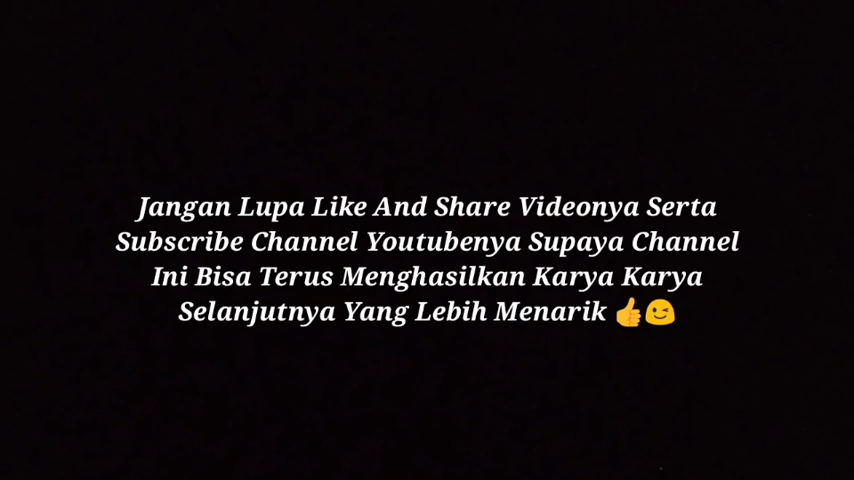 Jangan Lupa Like And Share Videonya Serta
Subscribe Channel Youtubenya Supaya Channel
Ini Bisa Terus Menghasilkan Karya Karya
Selanjutnya Yang Lebih Menarik 👍😉